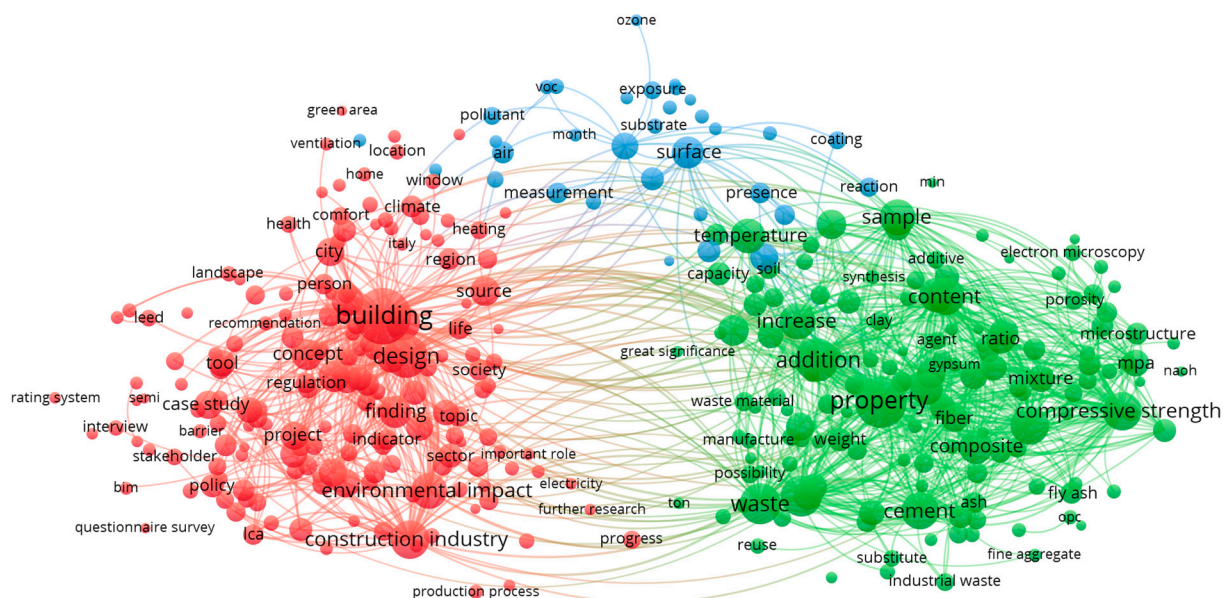 ozone
voc
exposure
green area
pollutant
substrate
month
coating
ventilation
location
air
surface
home
window
measurement
presence
reaction
min
health
comfort
climate
sample
city
italy
heating
temperature
electron microscopy
landscape
region
capacity
soil
synthesis
additive
person
source
content
porosity
leed
recommendation
building
life
increase
clay
microstructure
tool
concept
design
society
great significance
addition
agent
ratio
mpa
regulation
gypsum
mixture
naoh
rating system
semi
case study
finding
topic
waste material
property
fiber
compressive strength
interview
barrier
project
indicator
manufacture
weight
composite
stakeholder
sector
important role
possibility
bim
policy
environmental impact
electricity
ton
waste
cement
ash
fly ash
questionnaire survey
lca
construction industry
further research
progress
reuse
opc
substitute
fine aggregate
production process
industrial waste